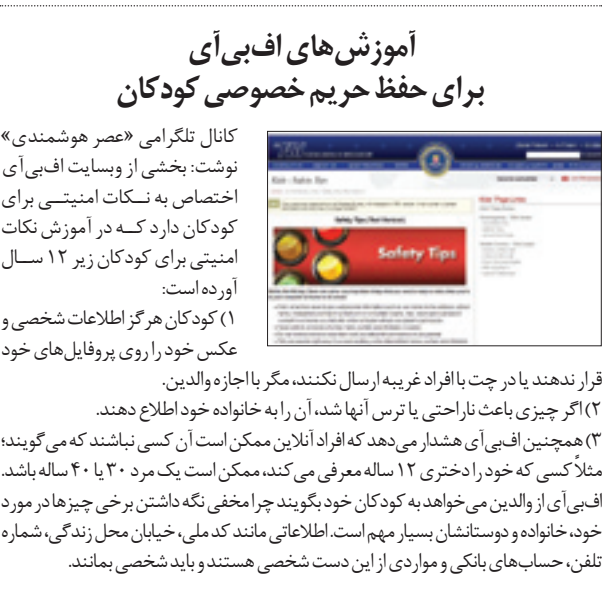 آموزش‌های اف‌بی‌آی
برای حفظ حریم خصوصی کودکان
کانال تلگرامی «عصر هوشمندی»
نوشت: بخشی از وبسایت اف‌بی‌آی
اختصاص به نــکات امنیتــی برای
کودکان دارد کــه در آموزش نکات
امنیتی برای کودکان زیر ۱۲ ســال
آورده است:
۱) کودکان هرگز اطلاعات شخصی و
عکس خود را روی پروفایل‌های خود
قرار ندهند یا در چت با افراد غریبه ارسال نکنند، مگر با اجازه والدین.
۲) اگر چیزی باعث ناراحتی یا ترس آنها شد، آن را به خانواده خود اطلاع دهند.
۳) همچنین اف‌بی‌آی هشدار می‌دهد که افراد آنلاین ممکن است آن کسی نباشند که می‌گویند؛
مثلاً کسی که خود را دختری ۱۲ ساله معرفی می‌کند، ممکن است یک مرد ۳۰ یا ۴۰ ساله باشد.
اف‌بی‌آی از والدین می‌خواهد به کودکان خود بگویند چرا مخفی نگه داشتن برخی چیزها در مورد
خود، خانواده و دوستانشان بسیار مهم است. اطلاعاتی مانند کد ملی، خیابان محل زندگی، شماره
تلفن، حساب‌های بانکی و مواردی از این دست شخصی هستند و باید شخصی بمانند.
Safety Tips